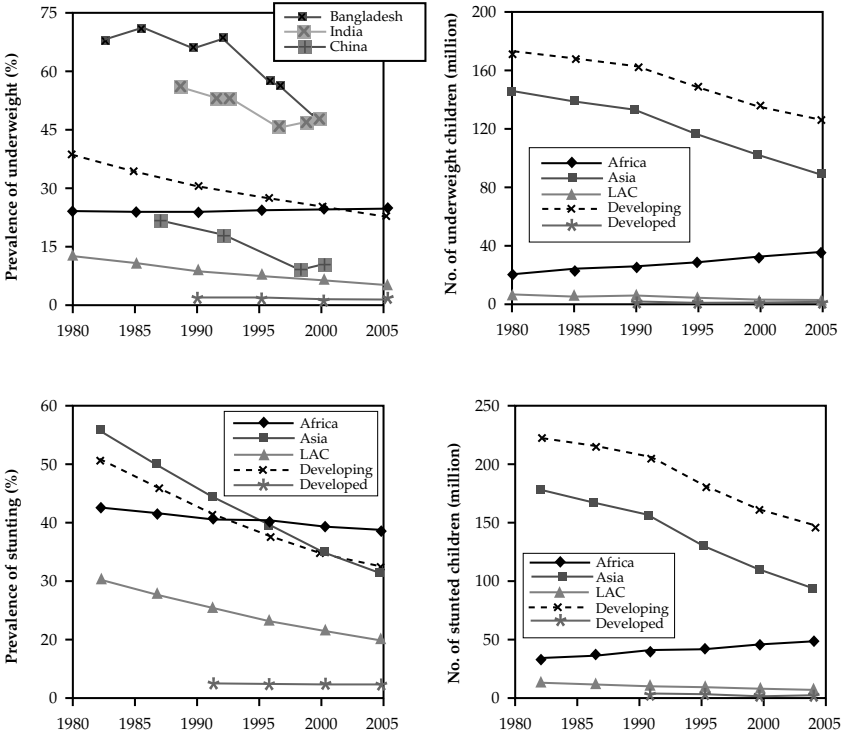 Prevalence of underweight (%)
75
60
45
30
15
0
1980 1985 1990 1995 2000 2005
Bangladesh
India
China
No. of underweight children (million)
200
160
120
80
40
0
1980 1985 1990 1995 2000 2005
Africa
Asia
LAC
Developing
Developed
Prevalence of stunting (%)
60
50
40
30
20
0
1980 1985 1990 1995 2000 2005
Africa
Asia
LAC
Developing
Developed
No. of stunted children (million)
250
200
150
100
50
0
1980 1985 1990 1995 2000 2005
Africa
Asia
LAC
Developing
Developed